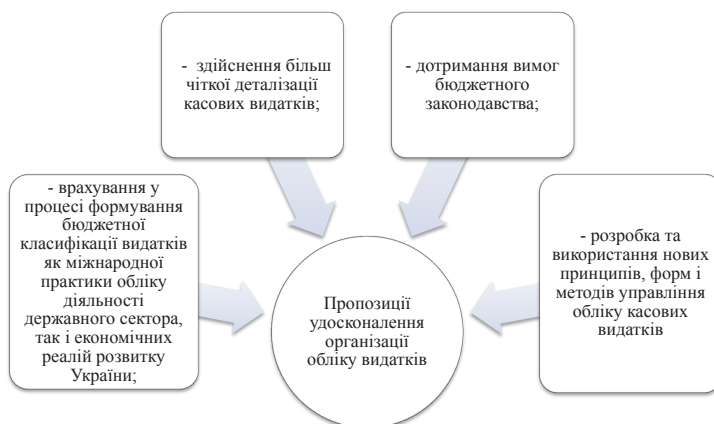 - здійснення більш
чіткої деталізації
касових видатків;
- дотримання вимог
бюджетного
законодавства;
- врахування у
процесі формування
бюджетної
класифікації видатків
як міжнародної
практики обліку
діяльності
державного сектора,
так і економічних
реалій розвитку
України;
- розробка та
використання нових
принципів, форм і
методів управління
обліку касових
видатків
Пропозиції
удосконалення
організації
обліку видатків